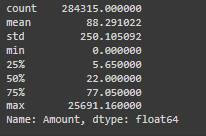 count    284315.000000
mean         88.291022
std         250.105092
min           0.000000
25%           5.650000
50%          22.000000
75%          77.050000
max       25691.160000
Name: Amount, dtype: float64